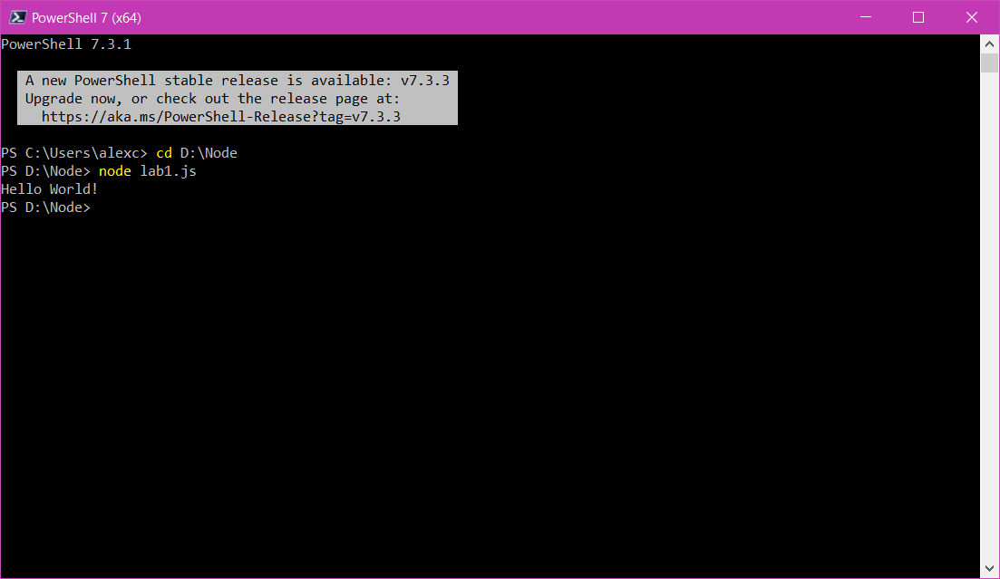 PowerShell 7 (x64)
PowerShell 7.3.1
A new PowerShell stable release is available: v7.3.3
Upgrade now, or check out the release page at:
https://aka.ms/PowerShell-Release?tag=v7.3.3
PS C:\Users\alexc> cd D:\Node
PS D:\Node> node lab1.js
Hello World!
PS D:\Node>